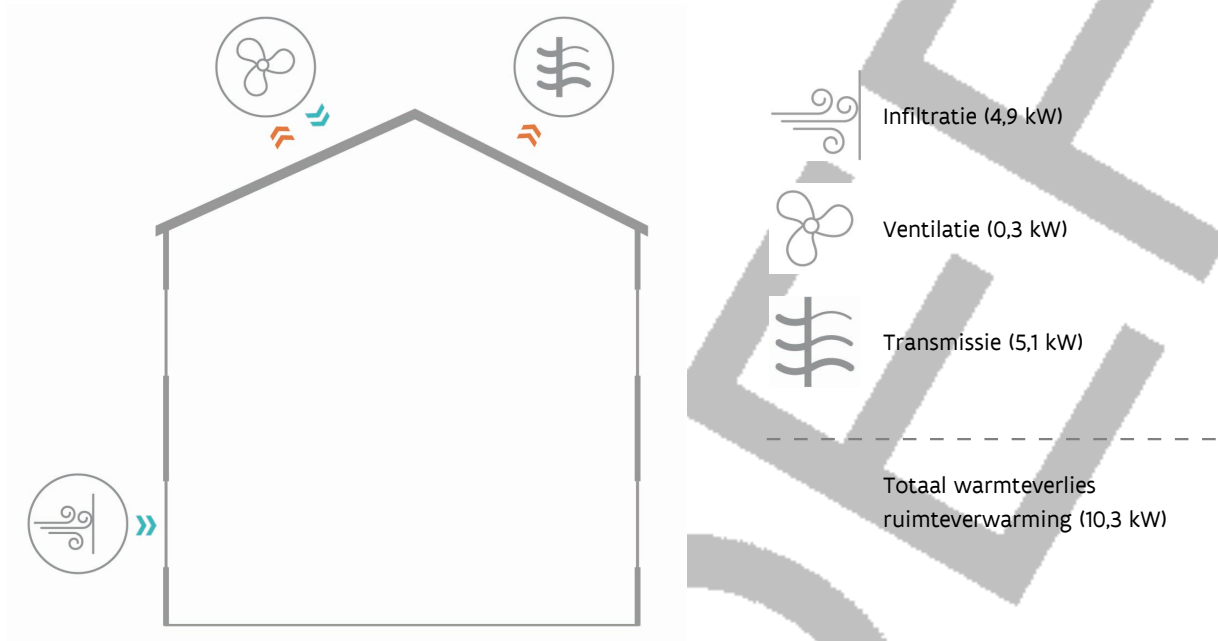 Infiltratie (4,9 kW)
Ventilatie (0,3 kW)
Transmissie (5,1 kW)
Totaal warmteverlies
ruimteverwarming (10,3 kW)